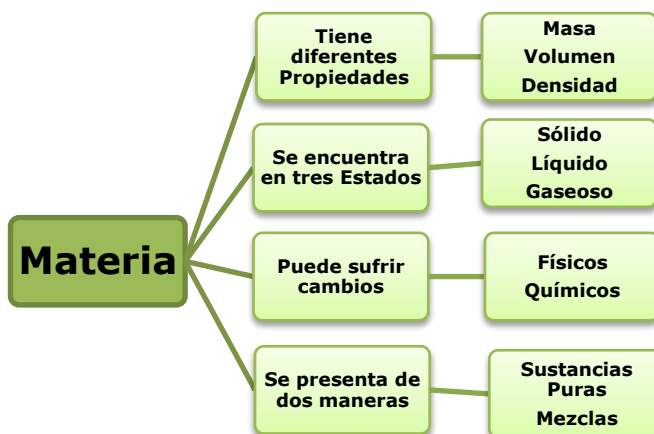 Materia
Tiene
diferentes
Propiedades
Masa
Volumen
Densidad
Se encuentra
en tres Estados
Sólido
Líquido
Gaseoso
Puede sufrir
cambios
Físicos
Químicos
Se presenta de
dos maneras
Sustancias
Puras
Mezclas